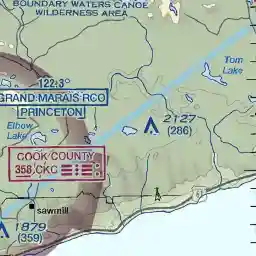 BOUNDARY WATERS CANOE
WILDERNESS AREA
Tom
Lake
122.3°
GRAND MARAIS RCO
PRINCETON
2127
(286)
Elbow
Lake
COOK COUNTY
358 CKC
sawmill
1879
(359)